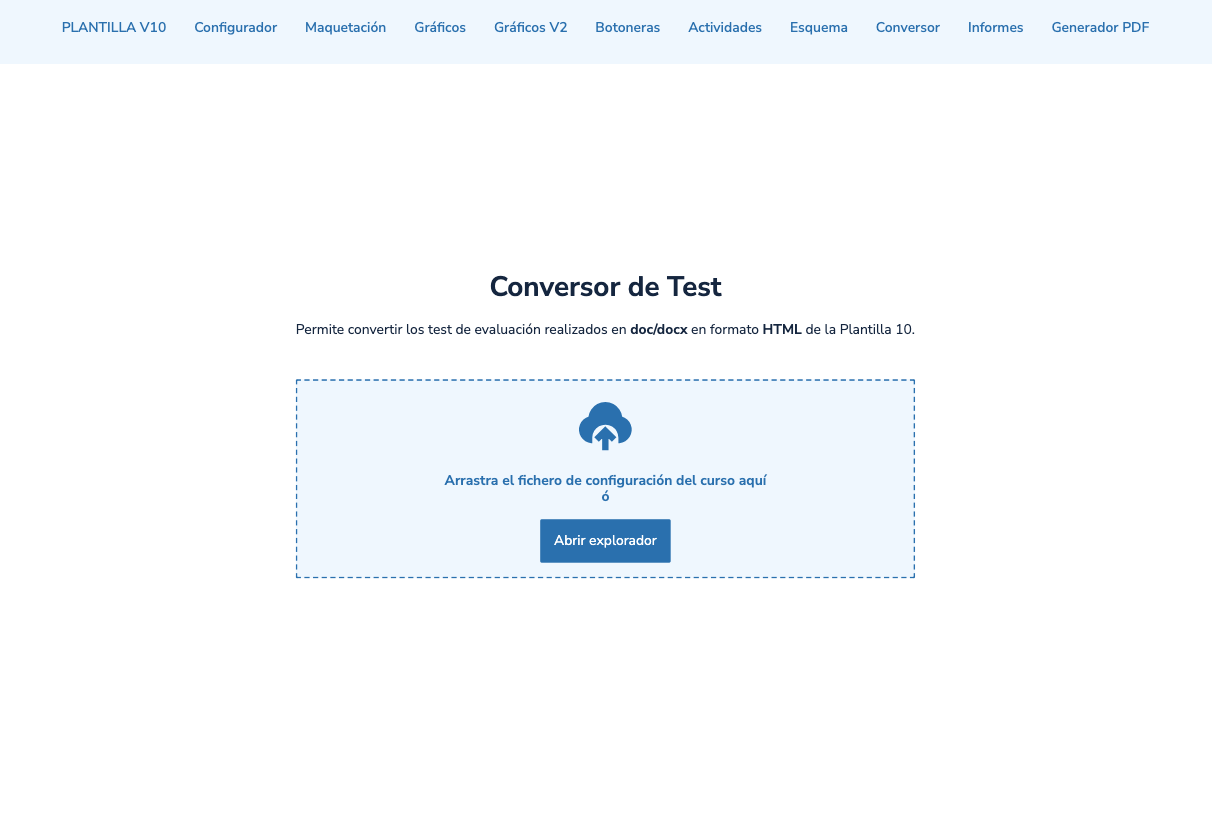 PLANTILLA V10 Configurador Maquetación Gráficos Gráficos V2 Botoneras Actividades Esquema Conversor Informes Generador PDF
Conversor de Test
Permite convertir los test de evaluación realizados en doc/docx en formato HTML de la Plantilla 10.
Arrastra el fichero de configuración del curso aquí
ó
Abrir explorador